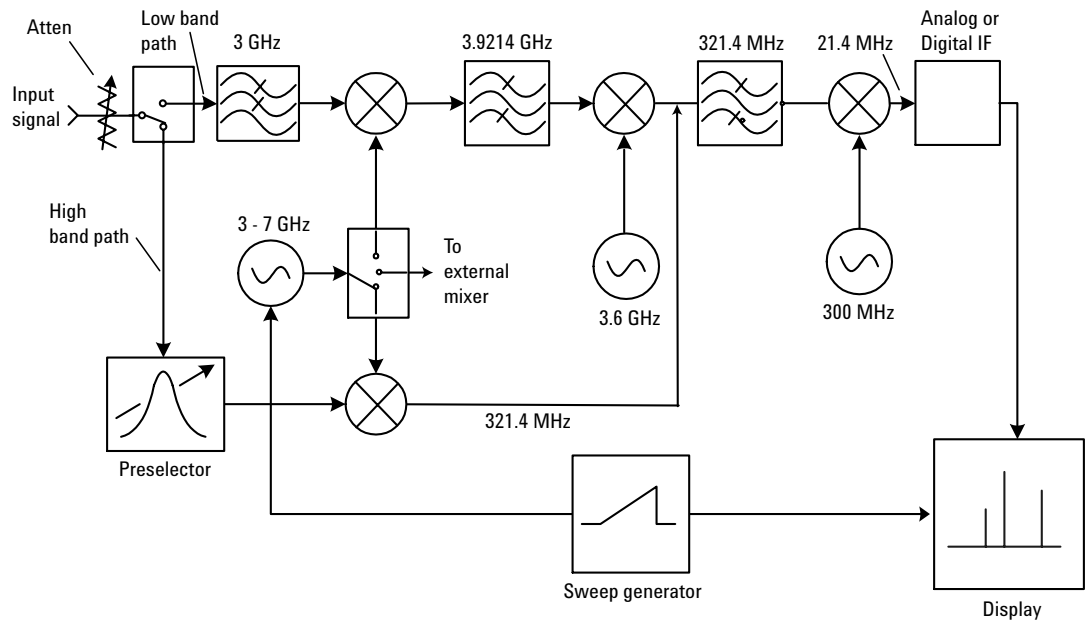 Atten
Low band
path
3 GHz
3.9214 GHz
321.4 MHz
21.4 MHz
Analog or
Digital IF
Input
signal
High
band path
3 - 7 GHz
To
external
mixer
3.6 GHz
300 MHz
Preselector
321.4 MHz
Sweep generator
Display